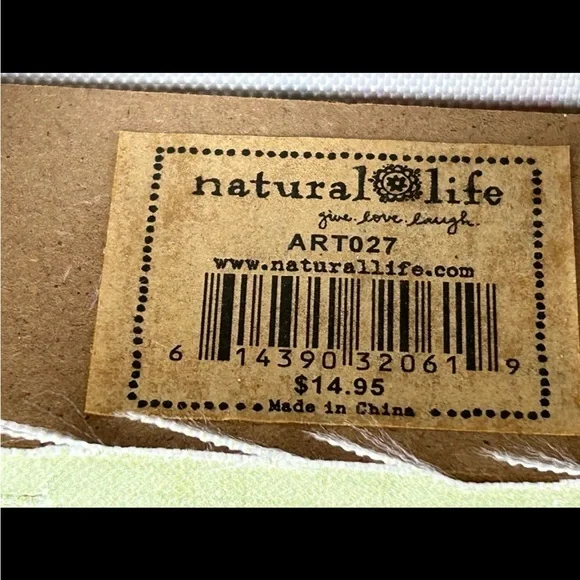 natural life
give. love. laugh.
ART027
www.naturallife.com
6 14390 32061 9
$14.95
Made in China